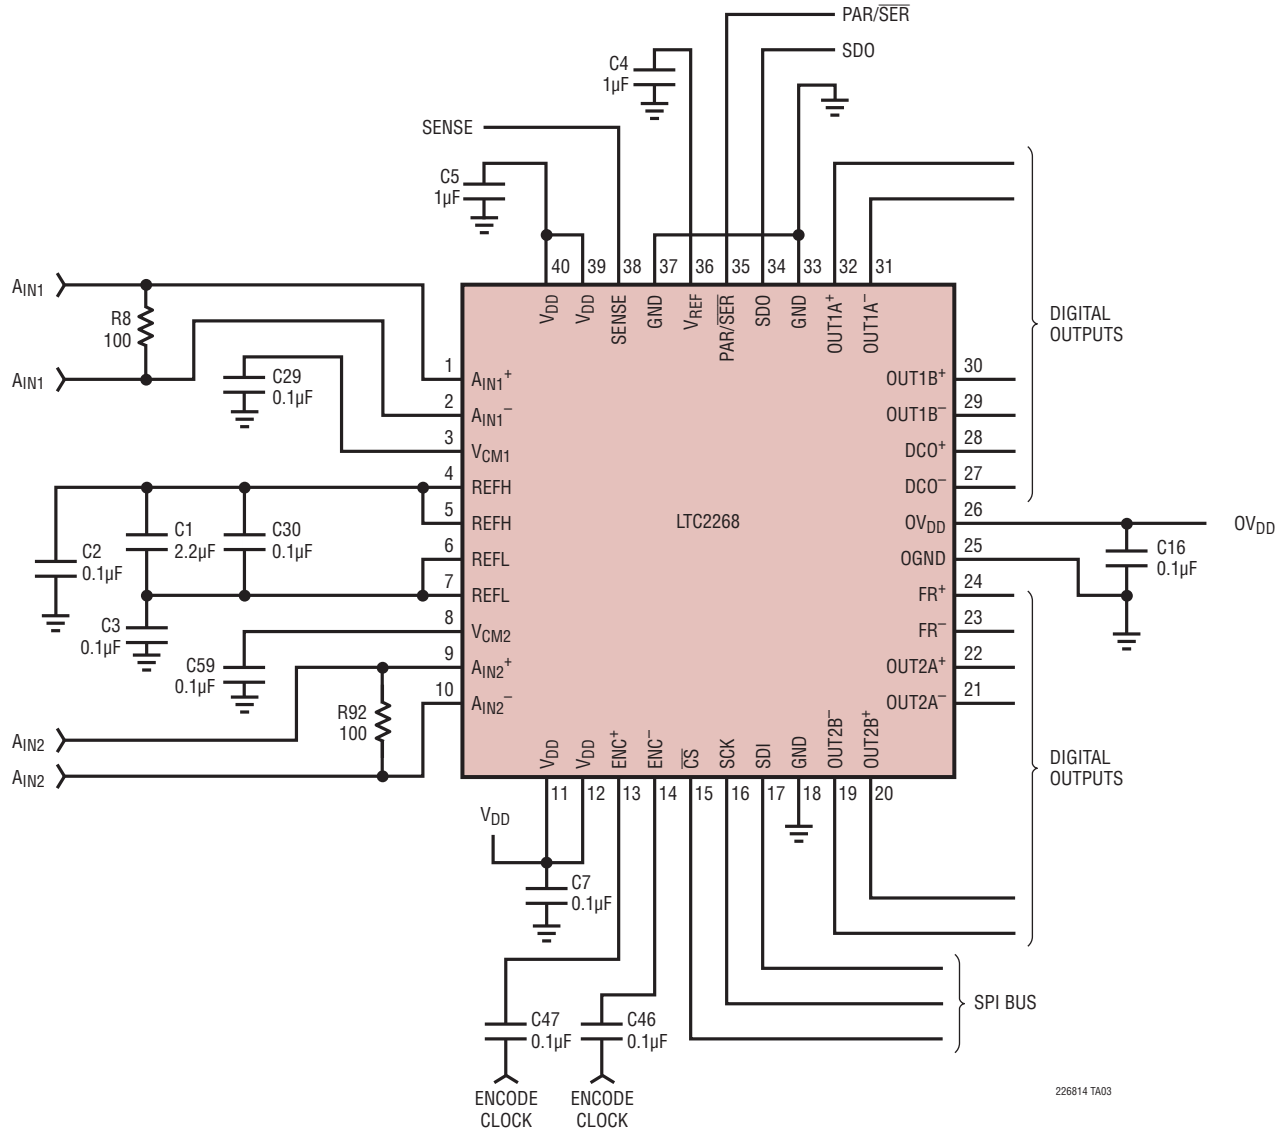 PAR/SER
SDO
C4
1µF
SENSE
C5
1µF
40 39 38 37 36 35 34 33 32 31
VDD VDD SENSE GND VREF PAR/SER SDO GND OUT1A+ OUT1A–
DIGITAL
OUTPUTS
AIN1
R8
100
AIN1
C29
0.1µF
1 AIN1+
2 AIN1–
3 VCM1
4 REFH
5 REFH
6 REFL
7 REFL
8 VCM2
9 AIN2+
10 AIN2–
LTC2268
OUT1B+ 30
OUT1B– 29
DCO+ 28
DCO– 27
OVDD 26
OGND 25
FR+ 24
FR– 23
OUT2A+ 22
OUT2A– 21
OVDD
C16
0.1µF
C2
0.1µF
C1
2.2µF
C30
0.1µF
C3
0.1µF
C59
0.1µF
R92
100
AIN2
AIN2
VDD VDD ENC+ ENC– CS SCK SDI GND OUT2B– OUT2B+
11 12 13 14 15 16 17 18 19 20
DIGITAL
OUTPUTS
VDD
C7
0.1µF
SPI BUS
C47
0.1µF
C46
0.1µF
ENCODE
CLOCK
ENCODE
CLOCK
226814 TA03